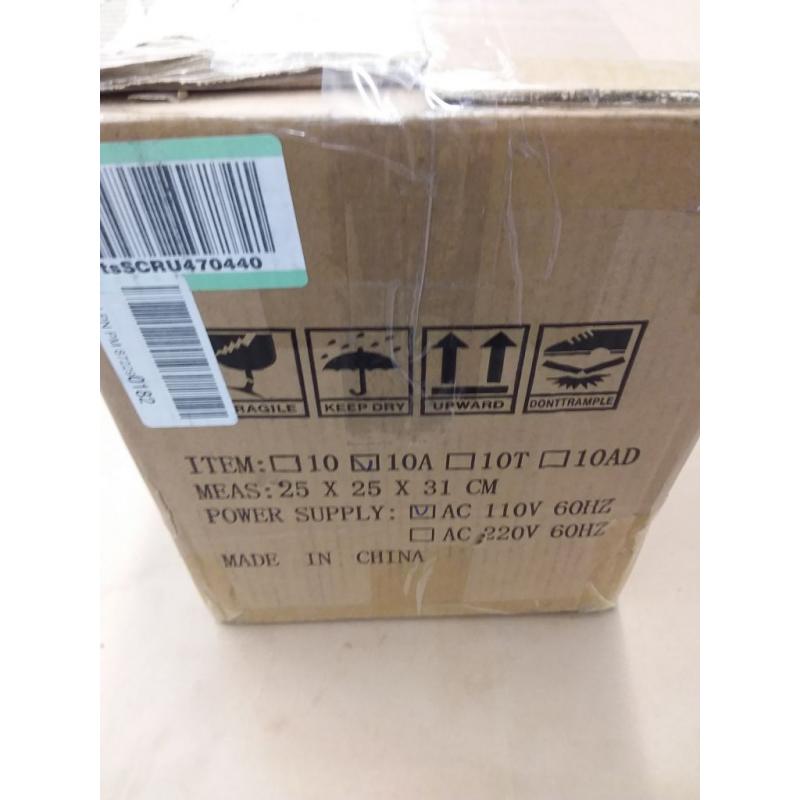 tsSCRU470440
FRAGILE KEEP DRY UPWARD DONTTRAMPLE
ITEM: 10 10A 10T 10AD
MEAS: 25 X 25 X 31 CM
POWER SUPPLY: AC 110V 60HZ
AC 220V 60HZ
MADE IN CHINA